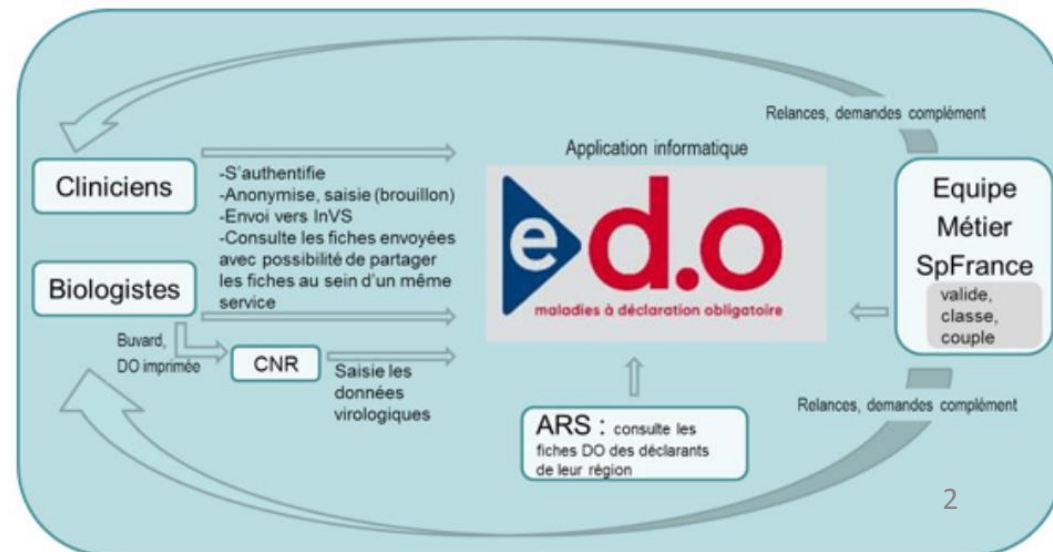 Relances, demandes complément
Application informatique
Cliniciens
-S'authentifie
-Anonymise, saisie (brouillon)
-Envoi vers InVS
-Consulte les fiches envoyées
avec possibilité de partager
les fiches au sein d'un même
service
Biologistes
e d.o
maladies à déclaration obligatoire
Equipe
Métier
SpFrance
valide,
classe,
couple
Buvard,
DO imprimée
CNR
Saisie les
données
virologiques
ARS : consulte les
fiches DO des déclarants
de leur région
Relances, demandes complément
2